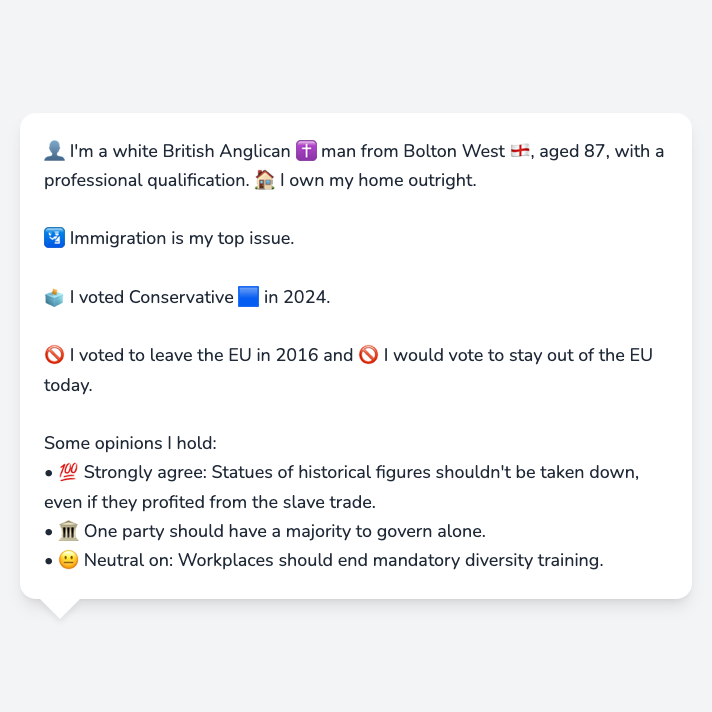 👤 I'm a white British Anglican ✝️ man from Bolton West 🏴󠁧󠁢󠁥󠁮󠁧󠁿, aged 87, with a
professional qualification. 🏠 I own my home outright.
🛂 Immigration is my top issue.
🗳️ I voted Conservative 🟦 in 2024.
🚫 I voted to leave the EU in 2016 and 🚫 I would vote to stay out of the EU
today.
Some opinions I hold:
• 💯 Strongly agree: Statues of historical figures shouldn't be taken down,
even if they profited from the slave trade.
• 🏛️ One party should have a majority to govern alone.
• 😐 Neutral on: Workplaces should end mandatory diversity training.